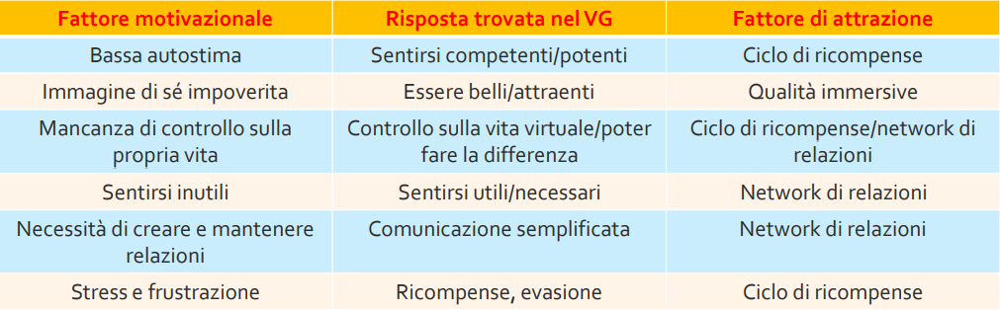 Fattore motivazionale Risposta trovata nel VG Fattore di attrazione
Bassa autostima Sentirsi competenti/potenti Ciclo di ricompense
Immagine di sé impoverita Essere belli/attraenti Qualità immersive
Mancanza di controllo sulla Controllo sulla vita virtuale/poter Ciclo di ricompense/network di
propria vita fare la differenza relazioni
Sentirsi inutili Sentirsi utili/necessari Network di relazioni
Necessità di creare e mantenere Comunicazione semplificata Network di relazioni
relazioni
Stress e frustrazione Ricompense, evasione Ciclo di ricompense